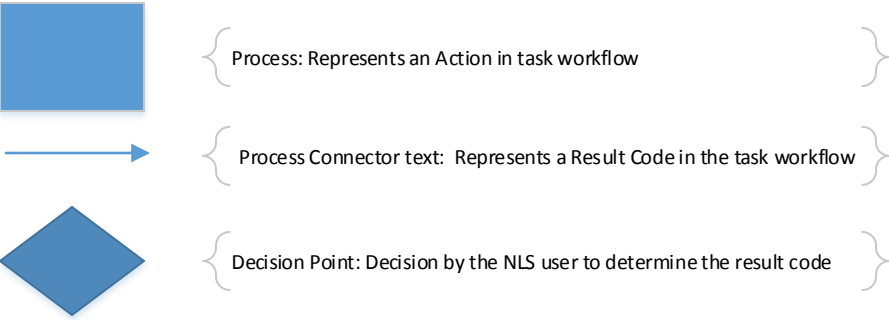 Process: Represents an Action in task workflow
Process Connector text: Represents a Result Code in the task workflow
Decision Point: Decision by the NLS user to determine the result code